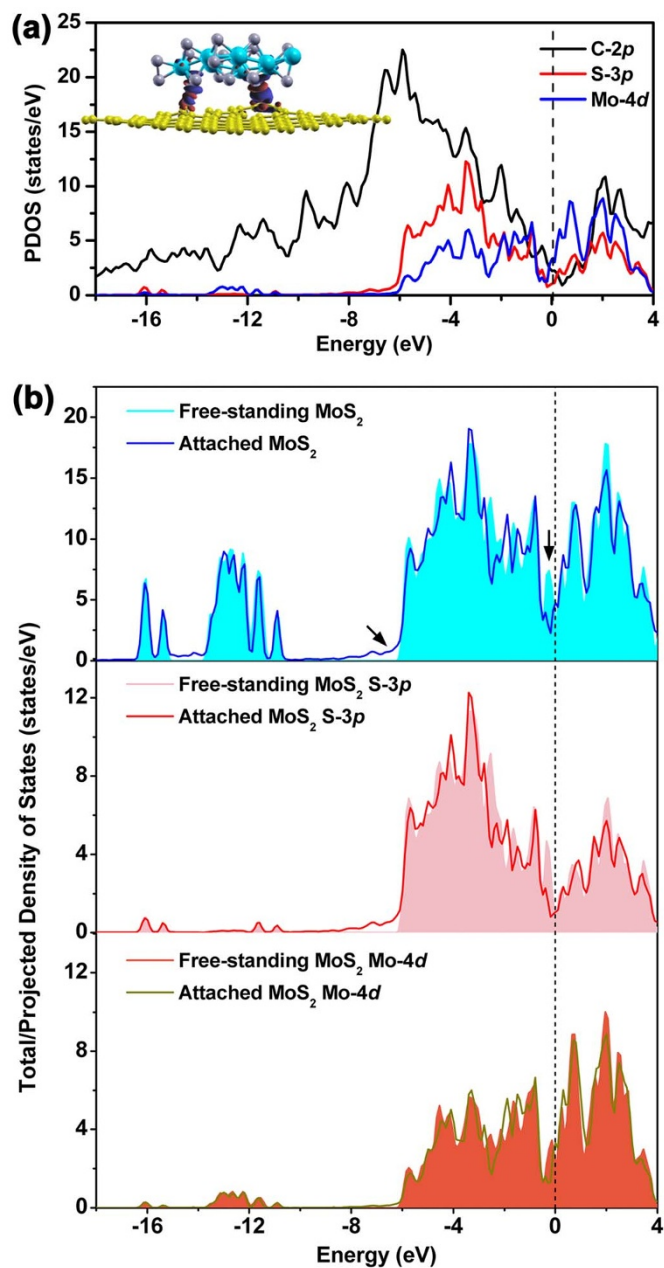 (a)
25
20
15
10
5
0
PDOS (states/eV)
C-2p
S-3p
Mo-4d
-16 -12 -8 -4 0 4
Energy (eV)
(b)
Total/Projected Density of States (states/eV)
20
15
10
5
0
Free-standing MoS₂
Attached MoS₂
12
8
4
0
Free-standing MoS₂ S-3p
Attached MoS₂ S-3p
12
8
4
0
Free-standing MoS₂ Mo-4d
Attached MoS₂ Mo-4d
-16 -12 -8 -4 0 4
Energy (eV)